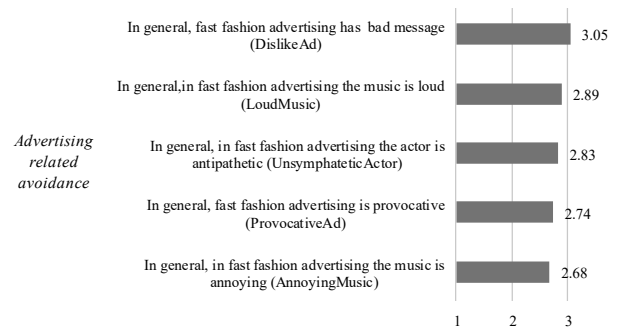 In general, fast fashion advertising has bad message
(DislikeAd)
3.05
In general,in fast fashion advertising the music is loud
(LoudMusic)
2.89
Advertising
related
avoidance
In general, in fast fashion advertising the actor is
antipathetic (UnsymphateticActor)
2.83
In general, fast fashion advertising is provocative
(ProvocativeAd)
2.74
In general, in fast fashion advertising the music is
annoying (AnnoyingMusic)
2.68
1 2 3